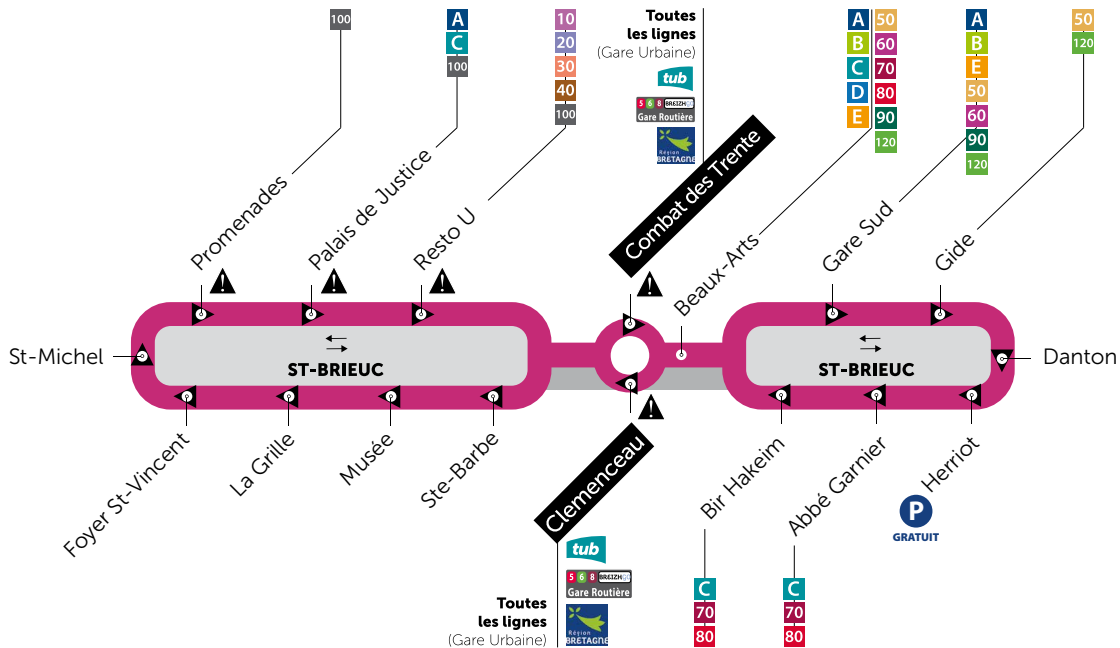 100
A
C
100
10
20
30
40
100
Toutes
les lignes
(Gare Urbaine)
tub
5 6 8 BREIZHGO
Gare Routière
Région
BRETAGNE
A 50
B 60
C 70
D 80
E 90
120
A
B
E
50
60
90
120
50
120
Promenades
Palais de Justice
Resto U
Combat des Trente
Beaux-Arts
Gare Sud
Gide
St-Michel
ST-BRIEUC
ST-BRIEUC
Danton
Foyer St-Vincent
La Grille
Musée
Ste-Barbe
Clemenceau
Bir Hakeim
Abbé Garnier
Herriot
P
GRATUIT
tub
5 6 8 BREIZHGO
Gare Routière
Région
BRETAGNE
Toutes
les lignes
(Gare Urbaine)
C
70
80
C
70
80